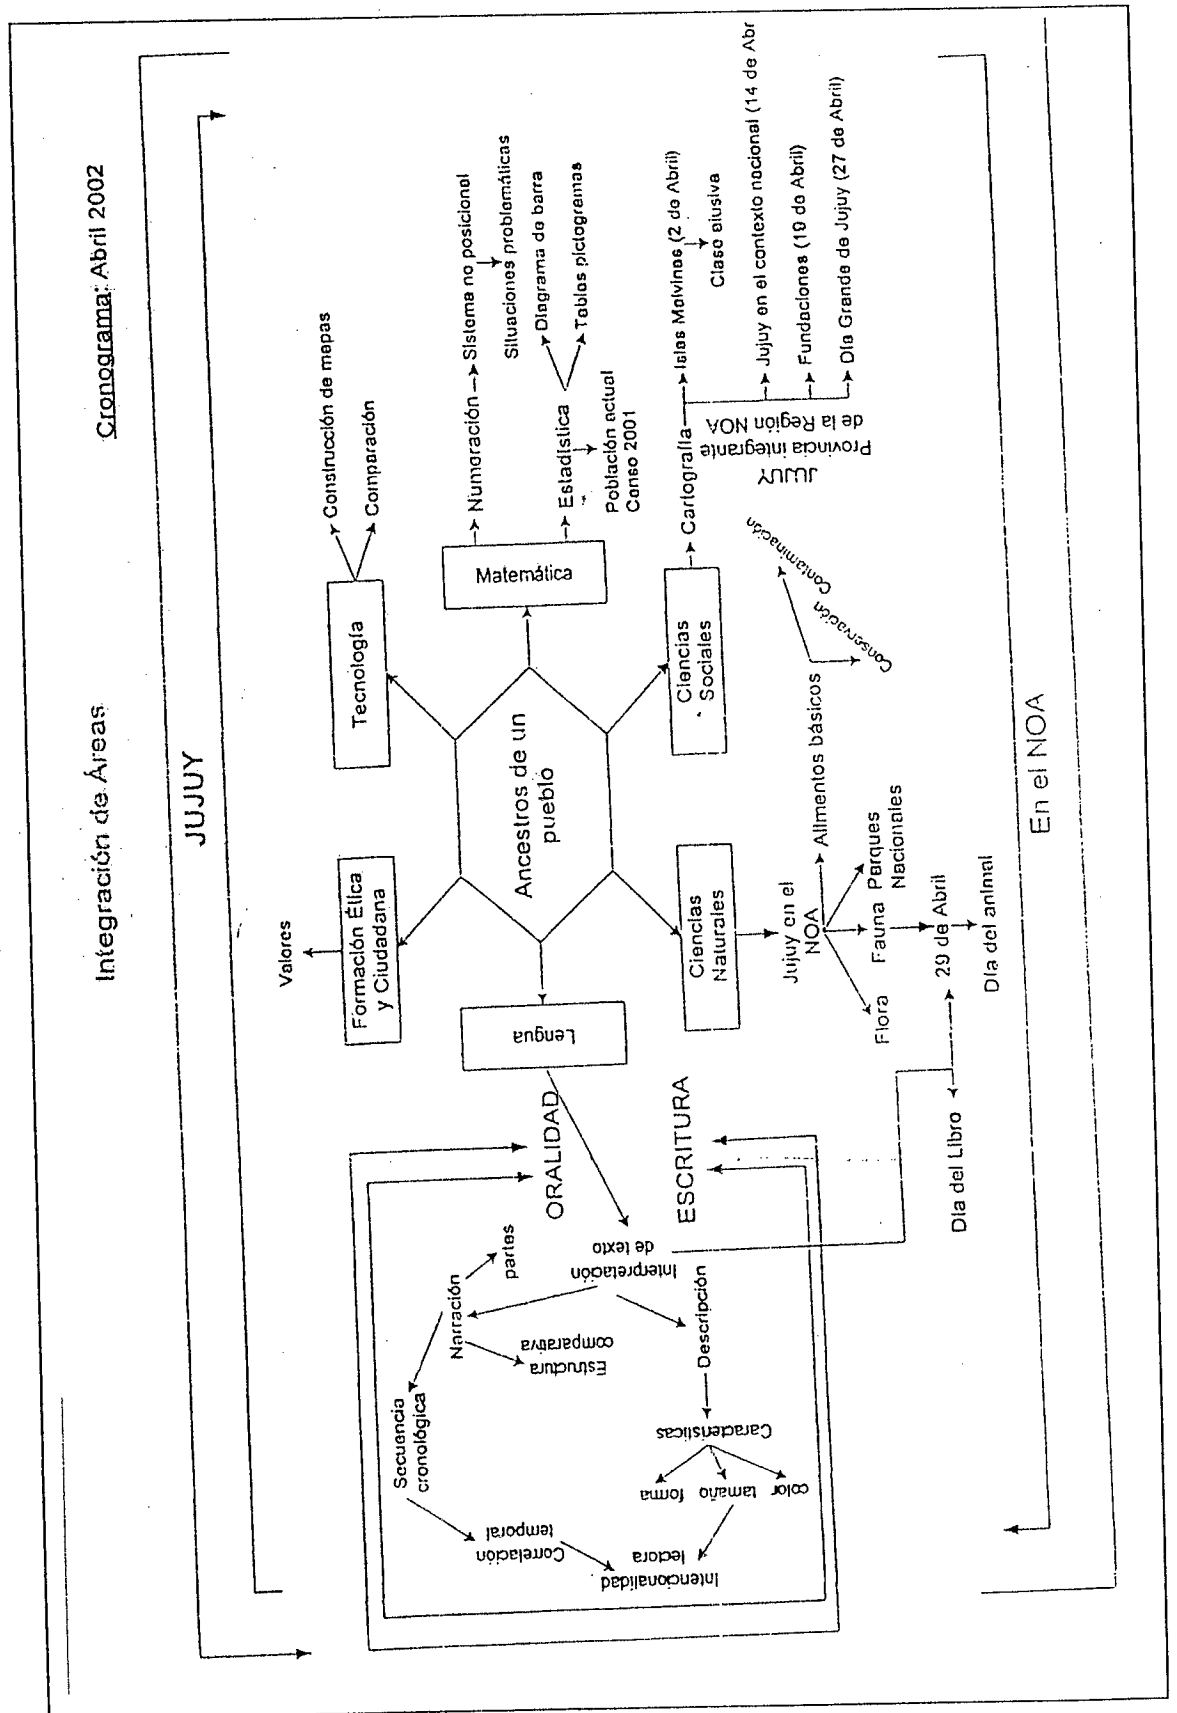 Integración de Áreas
Cronograma: Abril 2002
JUJUY
Valores
Formación Ética
y Ciudadana
Tecnología
Construcción de mapas
Comparación
Matemática
Numeración
Sistema no posicional
Situaciones problemáticas
Estadística
Diagrama de barra
Tablas pictogramas
Población actual
Censo 2001
Ancestros de un
pueblo
Lengua
ORALIDAD
ESCRITURA
Interpretación
de texto
Narración
partes
Estructura
comparativa
Secuencia
cronológica
Correlación
temporal
Intencionalidad
lectora
Descripción
Características
forma
tamaño
color
Ciencias
Naturales
Jujuy en el
NOA
Flora
Fauna
Parques
Nacionales
Alimentos básicos
Conservación
Contaminación
29 de Abril
Día del animal
Día del Libro
Ciencias
Sociales
Cartografía
JUJUY
Provincia integrante
de la Región NOA
Islas Malvinas (2 de Abril)
Clase alusiva
Jujuy en el contexto nacional (14 de Abr
Fundaciones (19 de Abril)
Día Grande de Jujuy (27 de Abril)
En el NOA